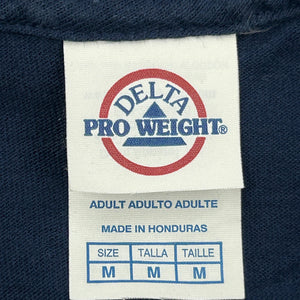 DELTA
PRO WEIGHT®
ADULT ADULTO ADULTE
MADE IN HONDURAS
SIZE TALLA TAILLE
M M M